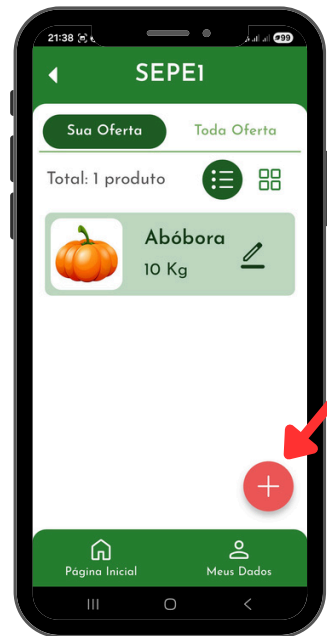 21:38
99
SEPE1
Sua Oferta
Toda Oferta
Total: 1 produto
Abóbora
10 Kg
Página Inicial
Meus Dados